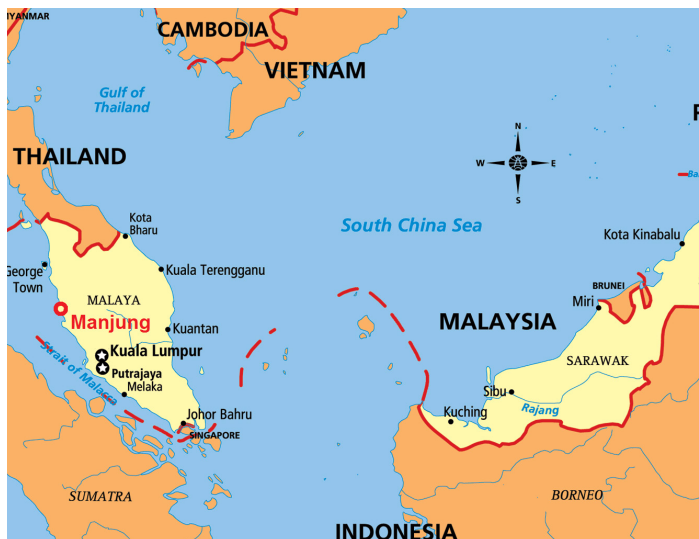 YANMAR
CAMBODIA
VIETNAM
Gulf of
Thailand
THAILAND
N
W
E
S
Kota
Bharu
South China Sea
Kota Kinabalu
George
Town
Kuala Terengganu
BRUNEI
MALAYA
Miri
Manjung
Kuantan
MALAYSIA
Kuala Lumpur
Strait of Malacca
Putrajaya
SARAWAK
Melaka
Sibu
Rajang
Johor Bahru
Kuching
SINGAPORE
SUMATRA
BORNEO
INDONESIA